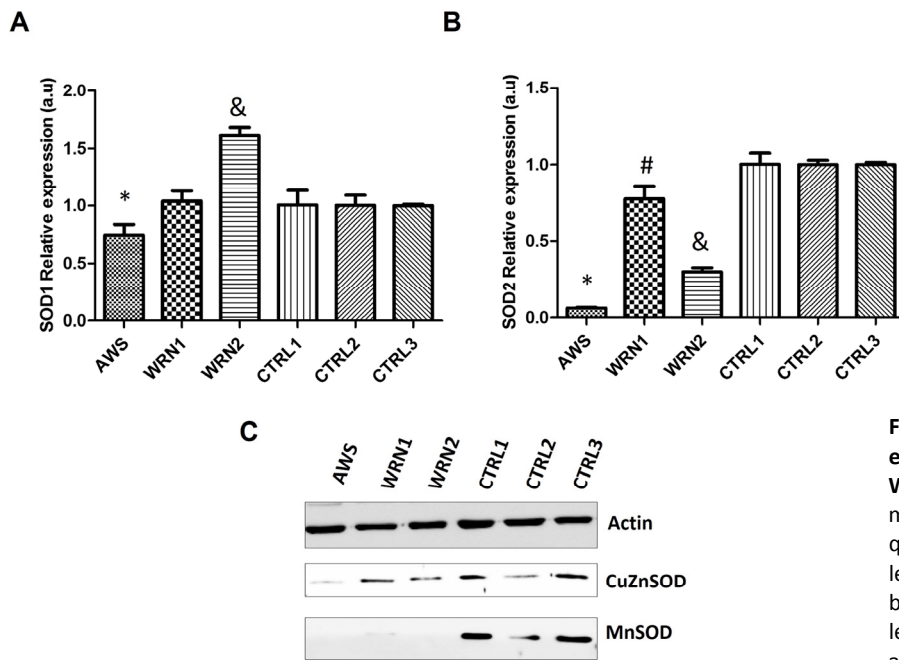 A
SOD1 Relative expression (a.u)
2.0
1.5
1.0
0.5
0.0
*
&
AWS
WRN1
WRN2
CTRL1
CTRL2
CTRL3
B
SOD2 Relative expression (a.u)
1.5
1.0
0.5
0.0
*
#
&
AWS
WRN1
WRN2
CTRL1
CTRL2
CTRL3
C
AWS
WRN1
WRN2
CTRL1
CTRL2
CTRL3
Actin
CuZnSOD
MnSOD
F
e
W
m
q
le
b
le